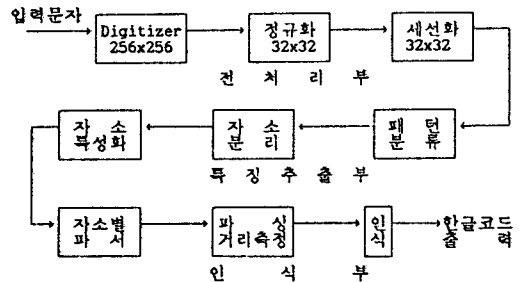 입력문자
Digitizer
256x256
정규화
32x32
세선화
32x32
전 처 리 부
자 소
특성화
자 소
분 리
패 턴
분 류
특 징 추 출 부
자소별
파 서
파 싱
거리측정
인
식
한글코드
출 력
인 식 부